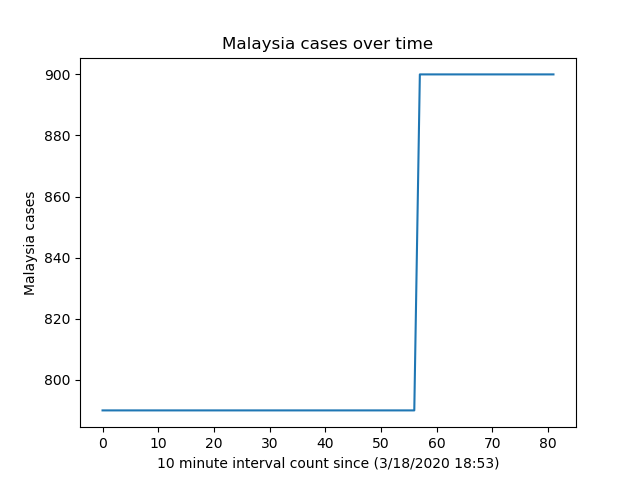 Malaysia cases over time
900
880
860
840
820
800
Malaysia cases
0 10 20 30 40 50 60 70 80
10 minute interval count since (3/18/2020 18:53)